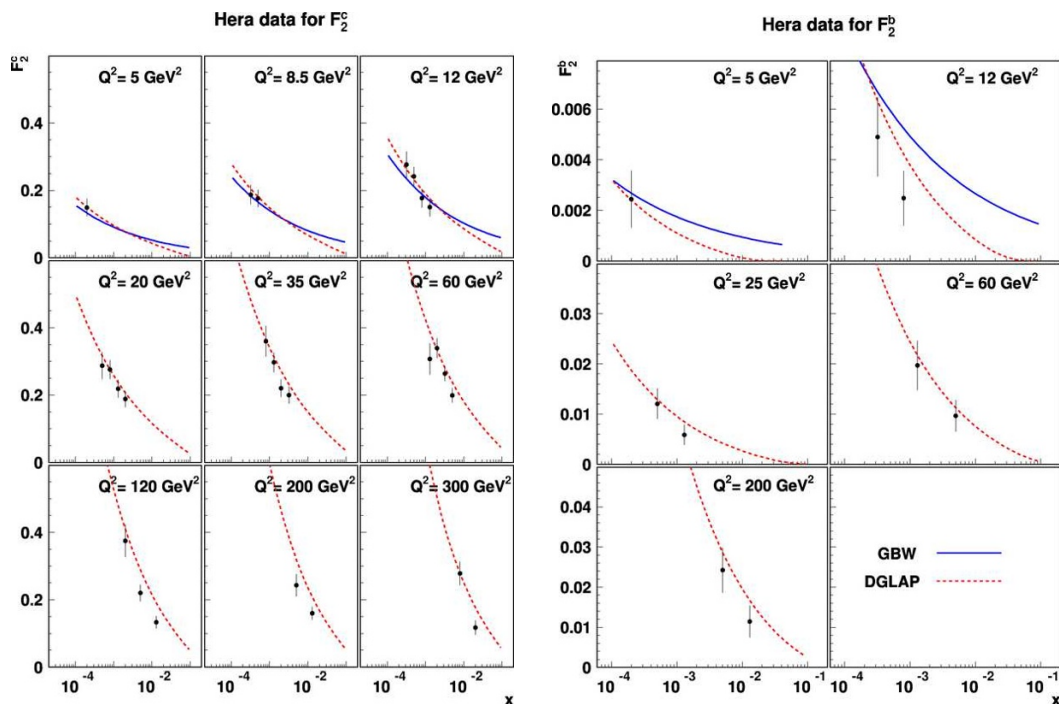 Hera data for F₂ᶜ
F₂ᶜ
Q²= 5 GeV²
Q²= 8.5 GeV²
Q²= 12 GeV²
0.4
0.2
0
Q²= 20 GeV²
Q²= 35 GeV²
Q²= 60 GeV²
0.4
0.2
0
Q²= 120 GeV²
Q²= 200 GeV²
Q²= 300 GeV²
0.4
0.2
0
10⁻⁴ 10⁻² 10⁻⁴ 10⁻² 10⁻⁴ 10⁻²
x
Hera data for F₂ᵇ
F₂ᵇ
Q²= 5 GeV²
Q²= 12 GeV²
0.006
0.004
0.002
0
Q²= 25 GeV²
Q²= 60 GeV²
0.03
0.02
0.01
0
Q²= 200 GeV²
0.04
0.03
0.02
0.01
0
GBW
DGLAP
10⁻⁴ 10⁻³ 10⁻² 10⁻¹ 10⁻⁴ 10⁻³ 10⁻² 10⁻¹
x